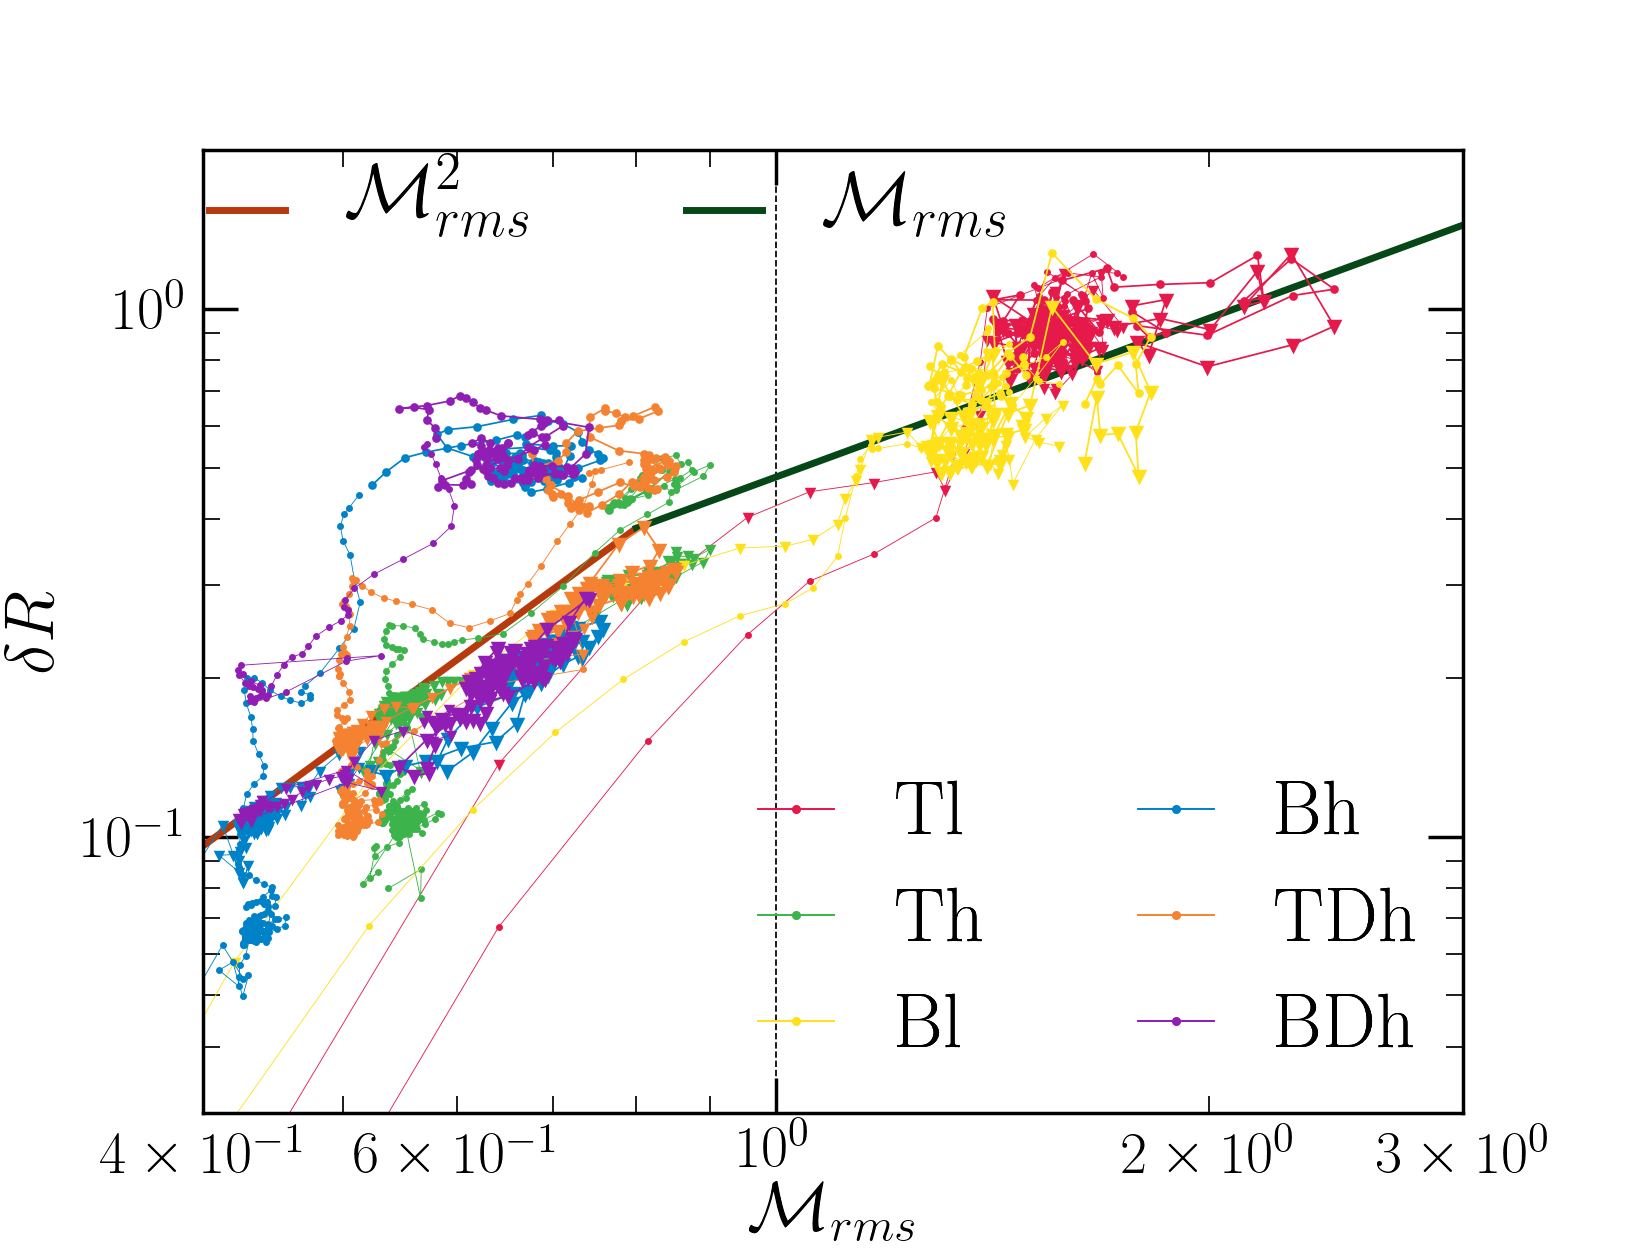 ℳ²ᵣₘₛ ℳᵣₘₛ
10⁰
10⁻¹
δR
Tl Bh
Th TDh
Bl BDh
4 × 10⁻¹ 6 × 10⁻¹ 10⁰ 2 × 10⁰ 3 × 10⁰
ℳᵣₘₛ